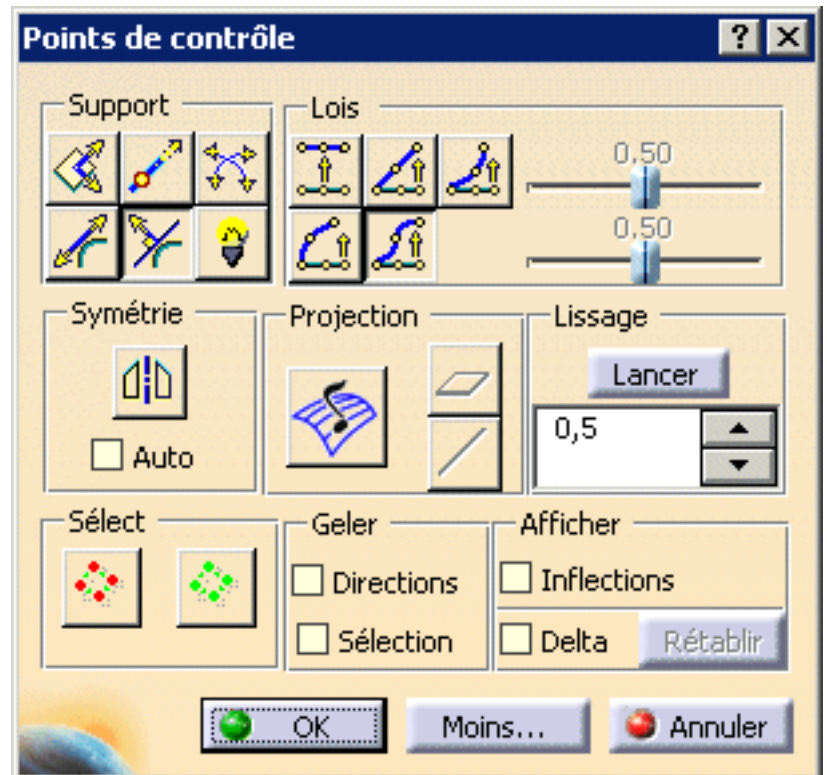 Points de contrôle
Support
Lois
0,50
0,50
Symétrie
Projection
Lissage
Lancer
0,5
Auto
Sélect
Geler
Afficher
Directions
Inflections
Sélection
Delta
Rétablir
OK
Moins...
Annuler